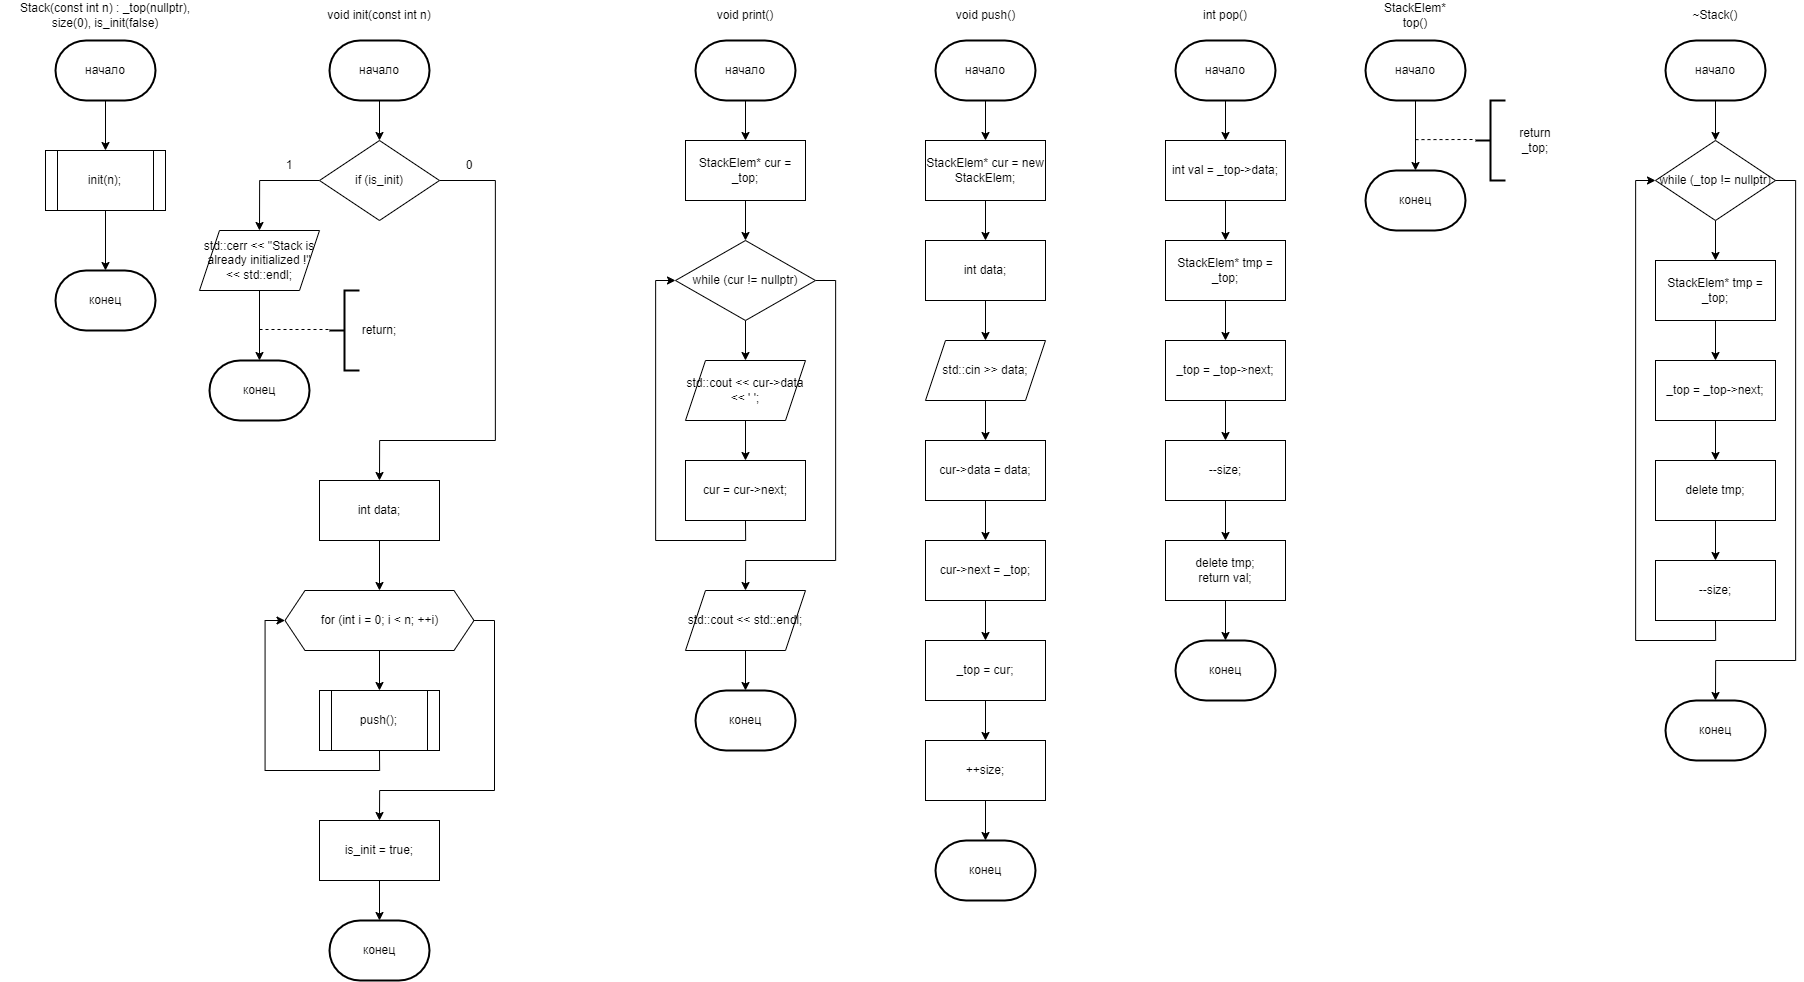 Stack(const int n) : _top(nullptr),
size(0), is_init(false)
начало
init(n);
конец
void init(const int n)
начало
if (is_init)
1
0
std::cerr << "Stack is
already initialized !"
<< std::endl;
return;
конец
int data;
for (int i = 0; i < n; ++i)
push();
is_init = true;
конец
void print()
начало
StackElem* cur =
_top;
while (cur != nullptr)
std::cout << cur->data
<< ' ';
cur = cur->next;
std::cout << std::endl;
конец
void push()
начало
StackElem* cur = new
StackElem;
int data;
std::cin >> data;
cur->data = data;
cur->next = _top;
_top = cur;
++size;
конец
int pop()
начало
int val = _top->data;
StackElem* tmp =
_top;
_top = _top->next;
--size;
delete tmp;
return val;
конец
StackElem*
top()
начало
return
_top;
конец
~Stack()
начало
while (_top != nullptr)
StackElem* tmp =
_top;
_top = _top->next;
delete tmp;
--size;
конец